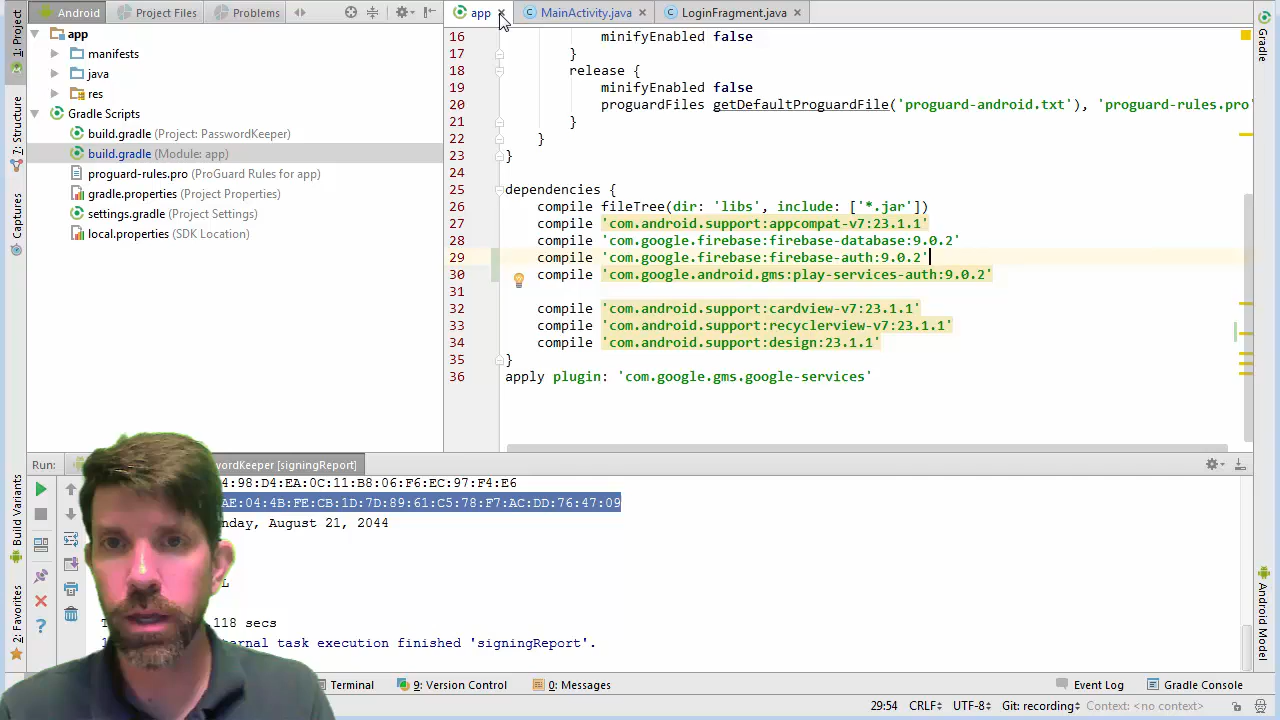 Android
Project Files
Problems
app
MainActivity.java
LoginFragment.java
1: Project
7: Structure
Captures
Build Variants
2: Favorites
app
manifests
java
res
Gradle Scripts
build.gradle (Project: PasswordKeeper)
build.gradle (Module: app)
proguard-rules.pro (ProGuard Rules for app)
gradle.properties (Project Properties)
settings.gradle (Project Settings)
local.properties (SDK Location)
16 minifyEnabled false
17 }
18 release {
19 minifyEnabled false
20 proguardFiles getDefaultProguardFile('proguard-android.txt'), 'proguard-rules.pro'
21 }
22 }
23 }
24
25 dependencies {
26 compile fileTree(dir: 'libs', include: ['*.jar'])
27 compile 'com.android.support:appcompat-v7:23.1.1'
28 compile 'com.google.firebase:firebase-database:9.0.2'
29 compile 'com.google.firebase:firebase-auth:9.0.2'
30 compile 'com.google.android.gms:play-services-auth:9.0.2'
31
32 compile 'com.android.support:cardview-v7:23.1.1'
33 compile 'com.android.support:recyclerview-v7:23.1.1'
34 compile 'com.android.support:design:23.1.1'
35 }
36 apply plugin: 'com.google.gms.google-services'
Gradle
Android Model
Run:
wordKeeper [signingReport]
4:98:D4:EA:0C:11:B8:06:F6:EC:97:F4:E6
AE:04:4B:FE:CB:1D:7D:89:61:C5:78:F7:AC:DD:76:47:09
nday, August 21, 2044
L
118 secs
ternal task execution finished 'signingReport'.
Terminal
9: Version Control
0: Messages
Event Log
Gradle Console
29:54 CRLF UTF-8 Git: recording Context: <no context>